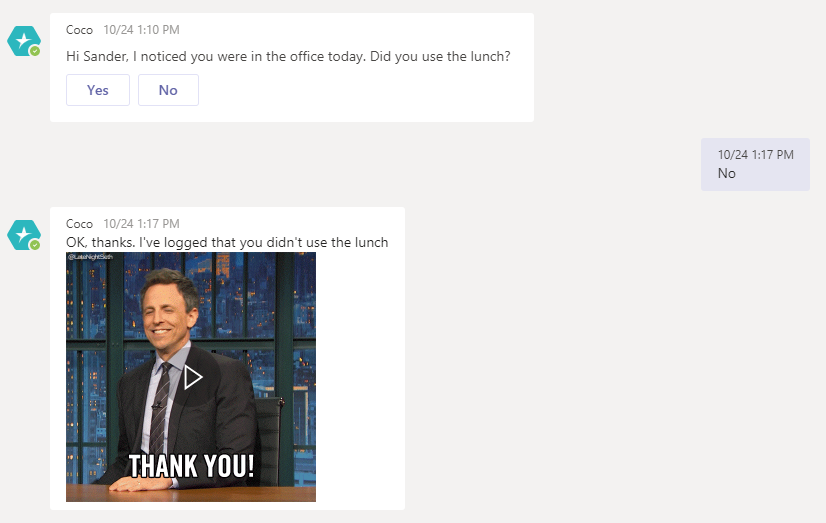 Coco 10/24 1:10 PM
Hi Sander, I noticed you were in the office today. Did you use the lunch?
Yes No
10/24 1:17 PM
No
Coco 10/24 1:17 PM
OK, thanks. I've logged that you didn't use the lunch
@LateNightSeth
THANK YOU!